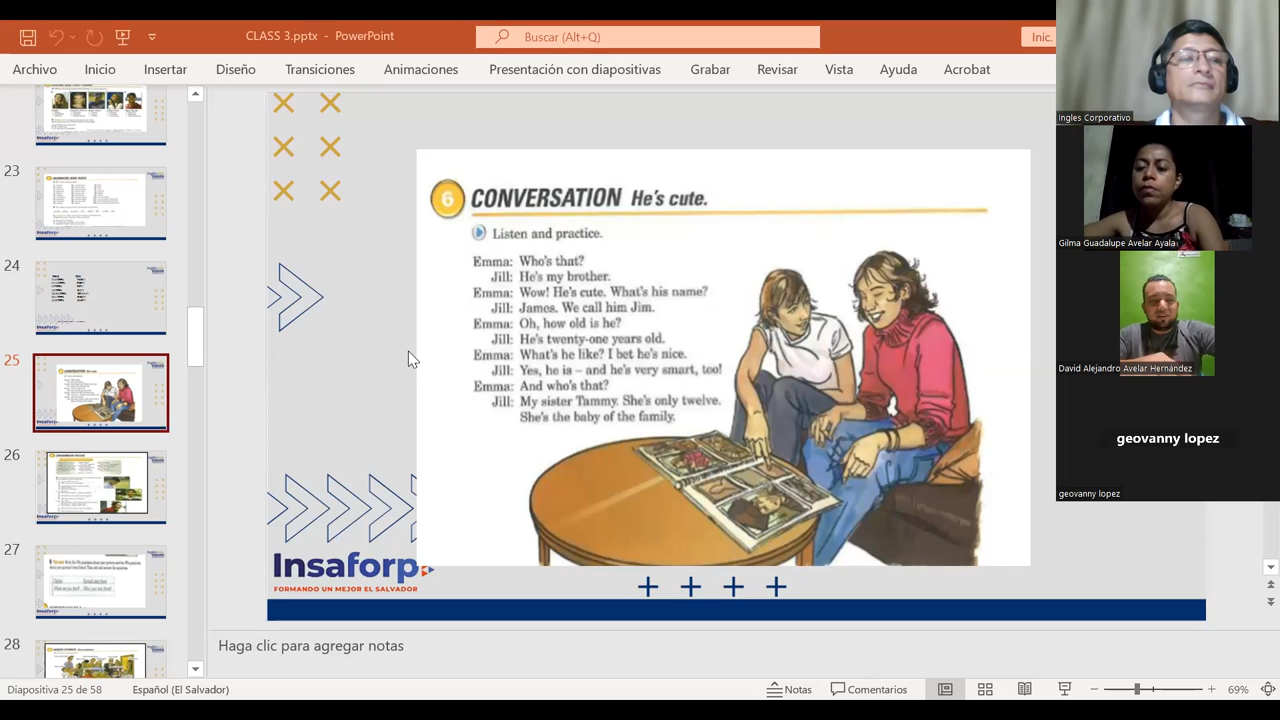 CLASS 3.pptx - PowerPoint
Buscar (Alt+Q)
Inic.
Archivo
Inicio
Insertar
Diseño
Transiciones
Animaciones
Presentación con diapositivas
Grabar
Revisar
Vista
Ayuda
Acrobat
23
24
25
26
27
28
6 CONVERSATION He's cute.
Listen and practice.
Emma: Who's that?
Jill: He's my brother.
Emma: Wow! He's cute. What's his name?
Jill: James. We call him Jim.
Emma: Oh, how old is he?
Jill: He's twenty-one years old.
Emma: What's he like? I bet he's nice.
Jill: Yes, he is – and he's very smart, too!
Emma: And who's that?
Jill: My sister Tammy. She's only twelve.
She's the baby of the family.
Insaforp
FORMANDO UN MEJOR EL SALVADOR
Haga clic para agregar notas
Diapositiva 25 de 58
Español (El Salvador)
Notas
Comentarios
69%
Ingles Corporativo
Gilma Guadalupe Avelar Ayala
David Alejandro Avelar Hernández
geovanny lopez
geovanny lopez